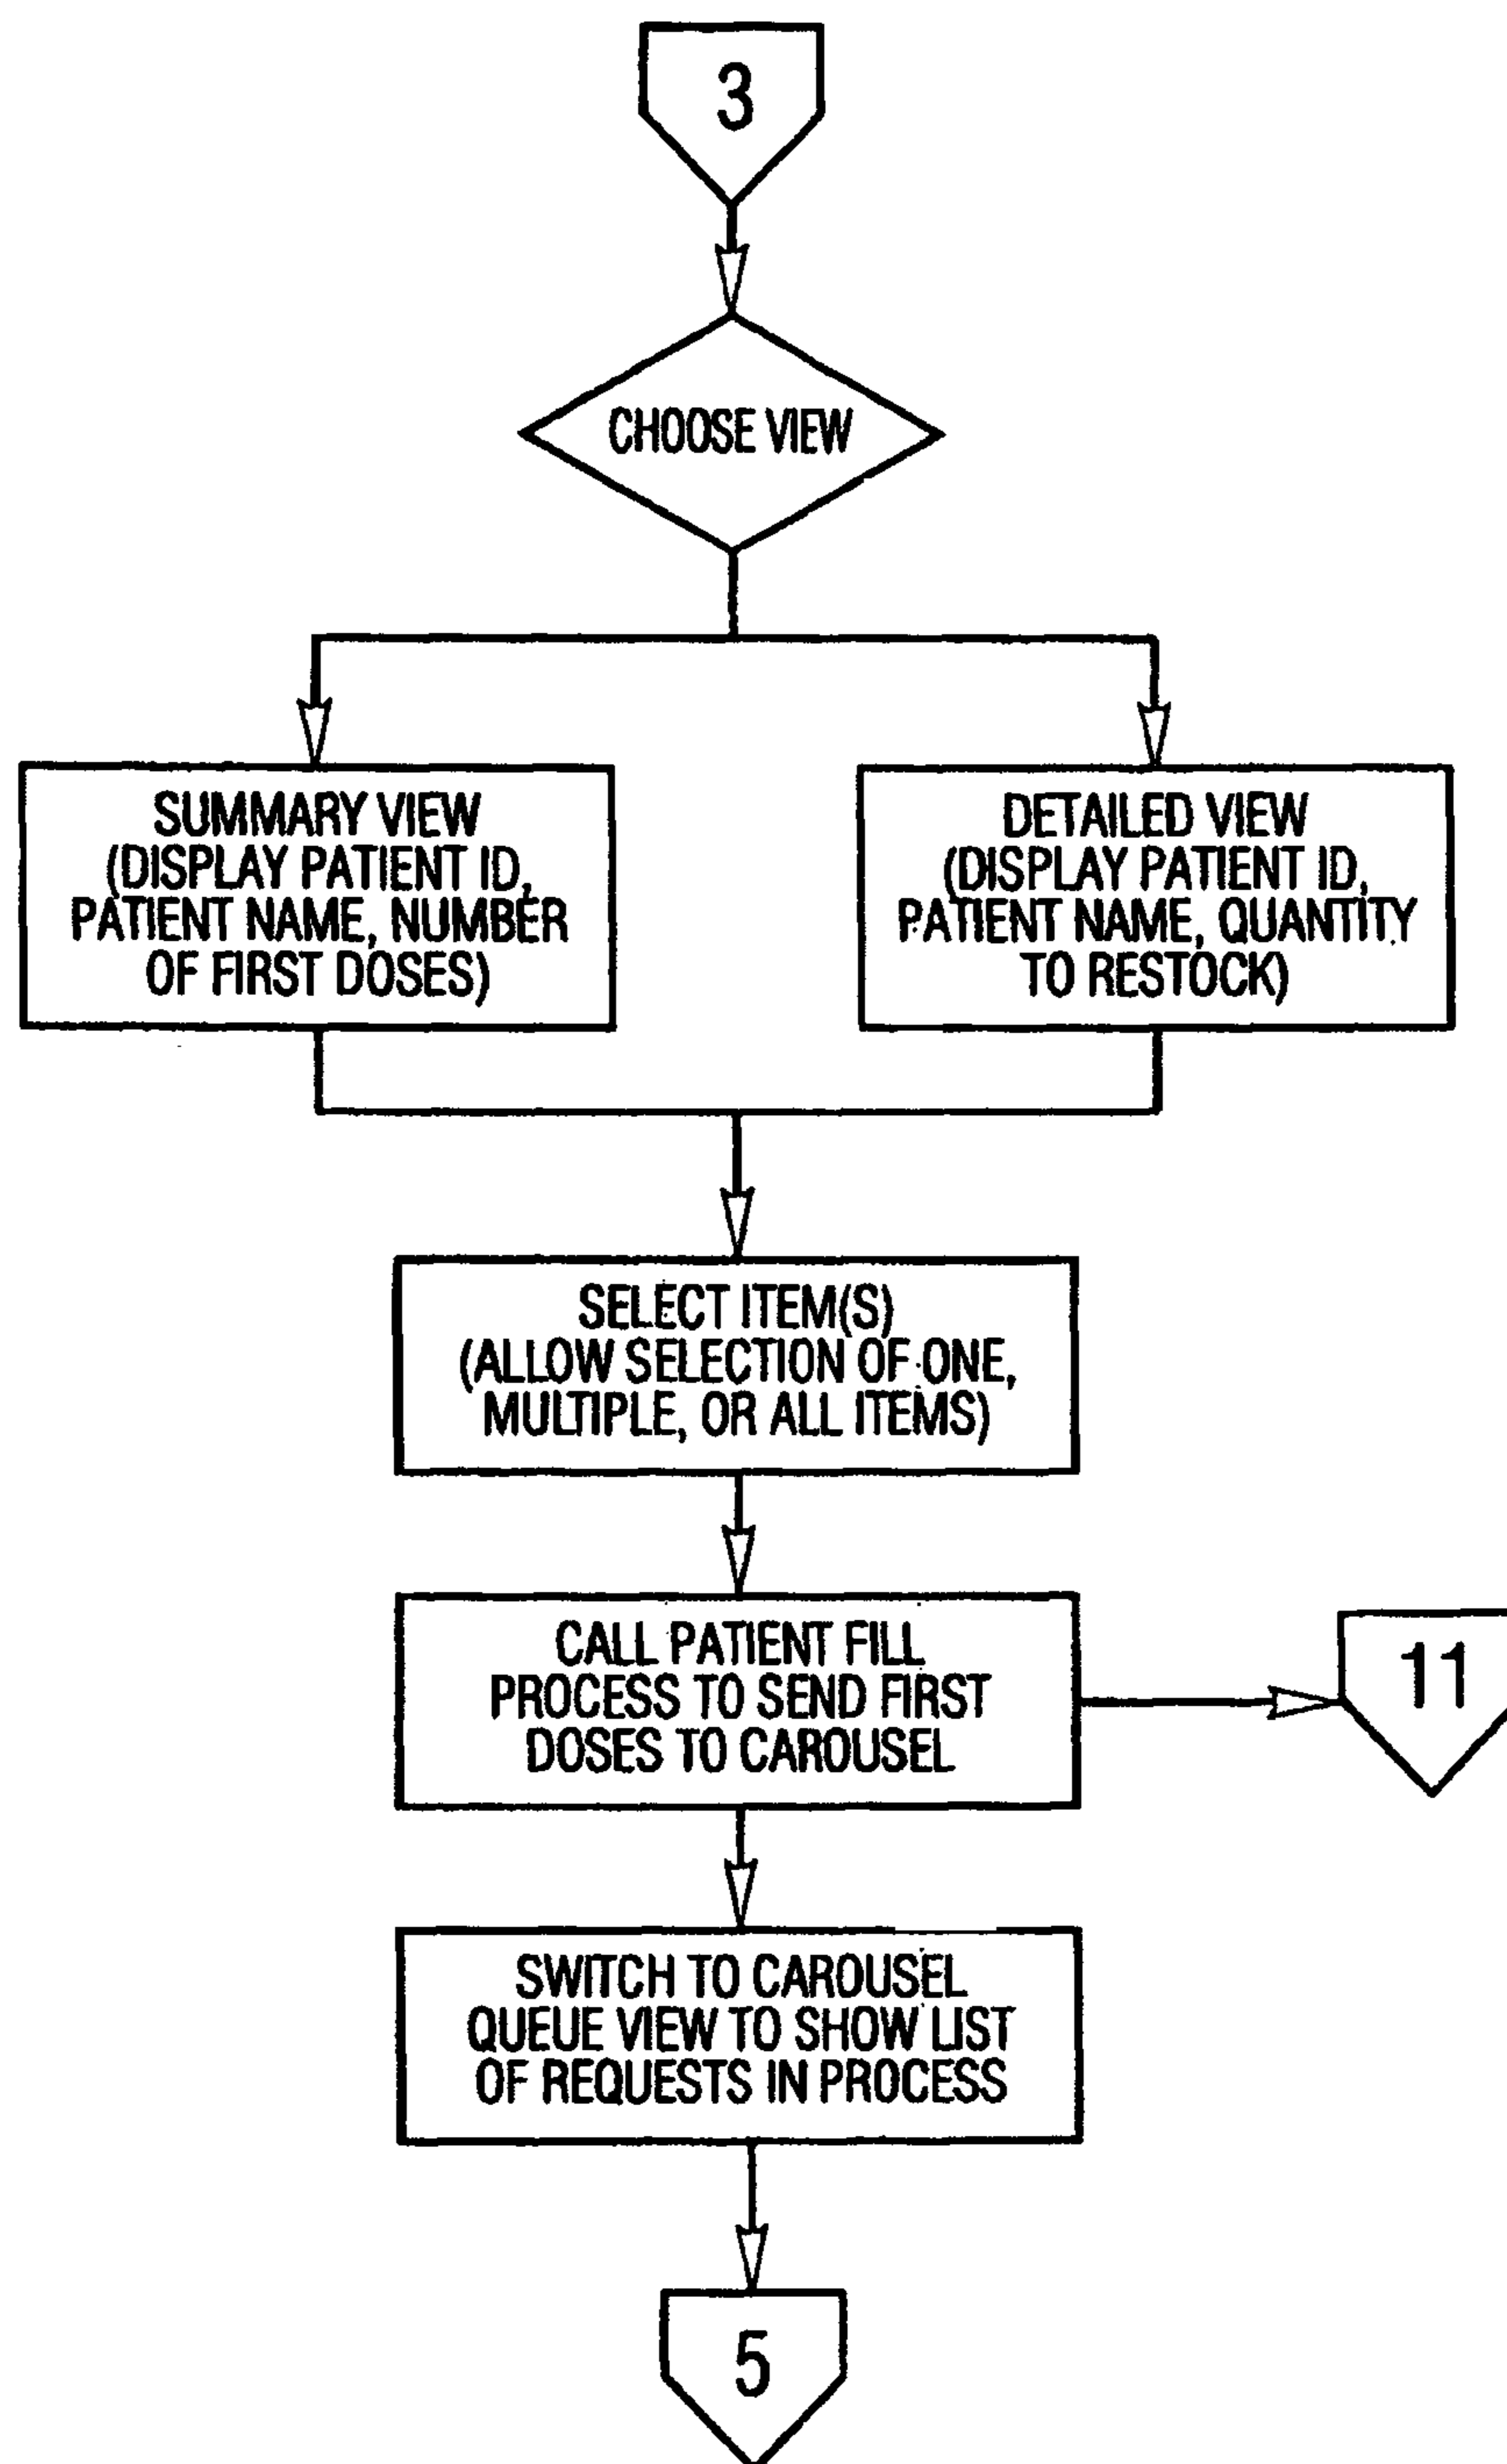 3
CHOOSE VIEW
SUMMARY VIEW
(DISPLAY PATIENT ID,
PATIENT NAME, NUMBER
OF FIRST DOSES)
DETAILED VIEW
(DISPLAY PATIENT ID,
PATIENT NAME, QUANTITY
TO RESTOCK)
SELECT ITEM(S)
(ALLOW SELECTION OF ONE,
MULTIPLE, OR ALL ITEMS)
CALL PATIENT FILL
PROCESS TO SEND FIRST
DOSES TO CAROUSEL
11
SWITCH TO CAROUSEL
QUEUE VIEW TO SHOW LIST
OF REQUESTS IN PROCESS
5